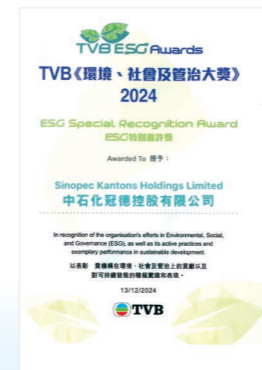 TVB ESG Awards
TVB《環境、社會及管治大獎》
2024
ESG Special Recognition Award
ESG特別嘉許獎
Awarded To 授予：
Sinopec Kantons Holdings Limited
中石化冠德控股有限公司
In recognition of the organisation's efforts in Environmental, Social,
and Governance (ESG), as well as its active practices and
exemplary performance in sustainable development.
以表彰 貴機構在環境、社會及管治上的貢獻以及
對可持續發展的積極實踐和表現。
13/12/2024
TVB